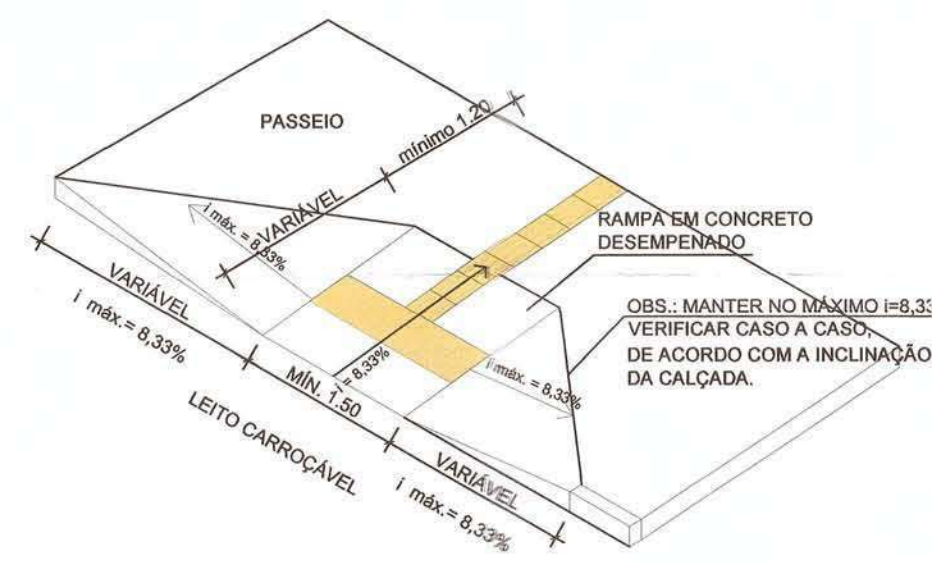 PASSEIO
mínimo 1.20
VARIÁVEL
i máx. = 8,33%
RAMPA EM CONCRETO
DESEMPENADO
OBS.: MANTER NO MÁXIMO i=8,33
VERIFICAR CASO A CASO,
DE ACORDO COM A INCLINAÇÃO
DA CALÇADA.
VARIÁVEL
i máx.= 8,33%
i = 8,33%
i máx. = 8,33%
MÍN. 1.50
LEITO CARROÇÁVEL
VARIÁVEL
i máx.= 8,33%